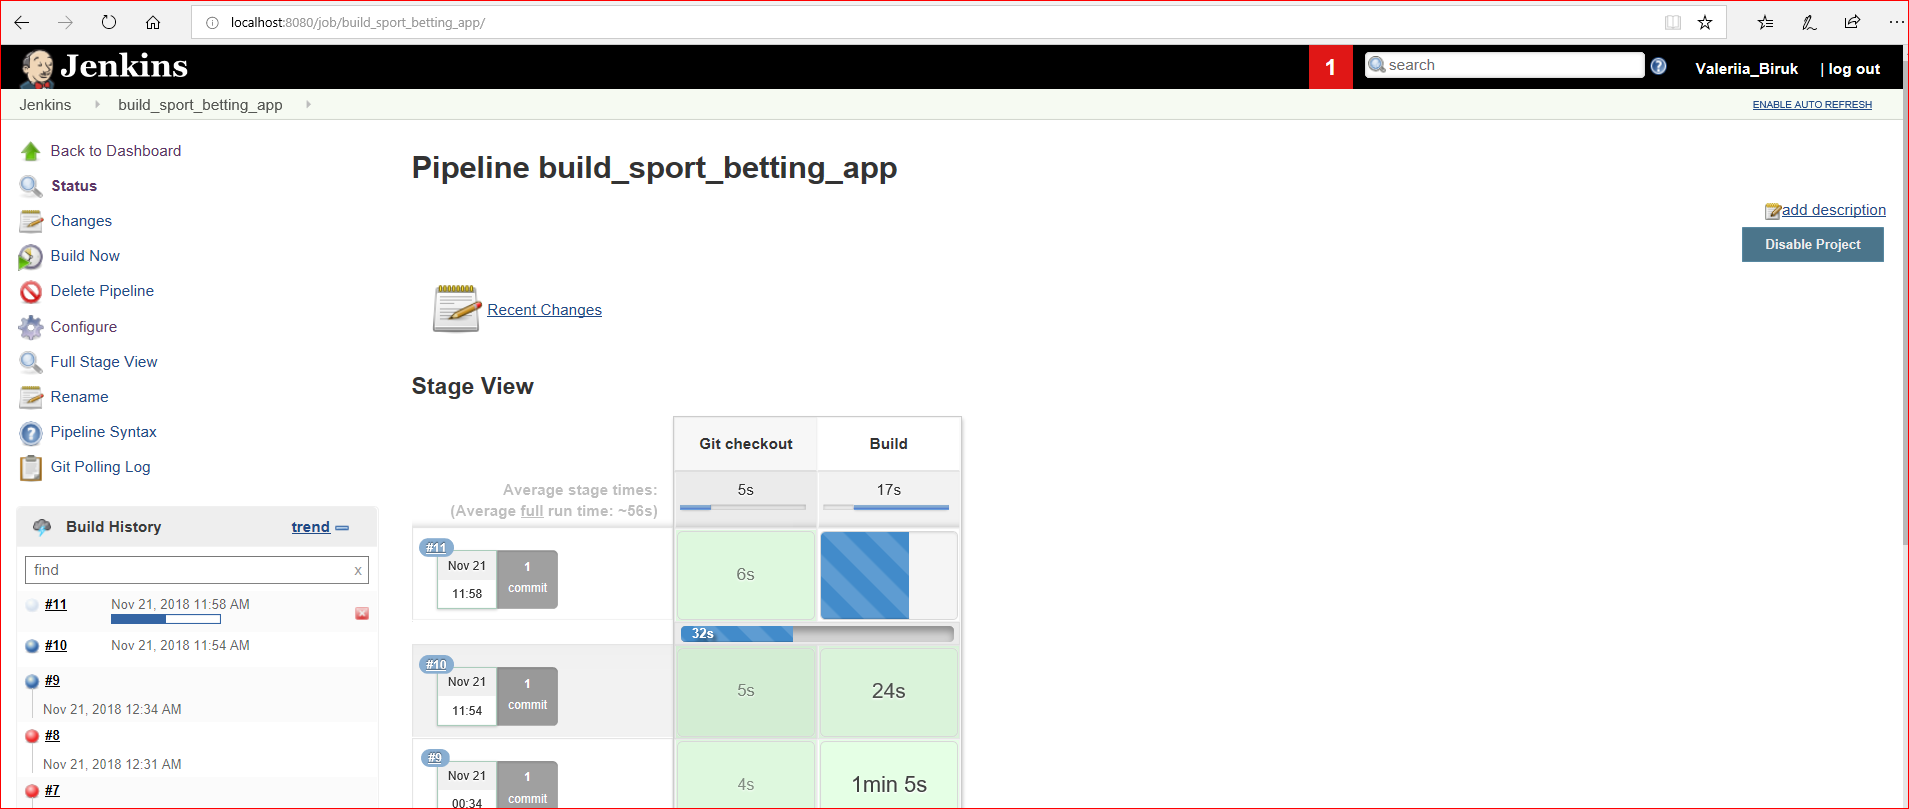 localhost:8080/job/build_sport_betting_app/
Jenkins
1
search
Valeriia_Biruk
| log out
Jenkins
build_sport_betting_app
ENABLE AUTO REFRESH
Back to Dashboard
Status
Changes
Build Now
Delete Pipeline
Configure
Full Stage View
Rename
Pipeline Syntax
Git Polling Log
Build History
trend
find
x
#11
Nov 21, 2018 11:58 AM
#10
Nov 21, 2018 11:54 AM
#9
Nov 21, 2018 12:34 AM
#8
Nov 21, 2018 12:31 AM
#7
Pipeline build_sport_betting_app
add description
Disable Project
Recent Changes
Stage View
Git checkout
Build
Average stage times:
(Average full run time: ~56s)
5s
17s
#11
Nov 21
11:58
1
commit
6s
32s
#10
Nov 21
11:54
1
commit
5s
24s
#9
Nov 21
00:34
1
commit
4s
1min 5s